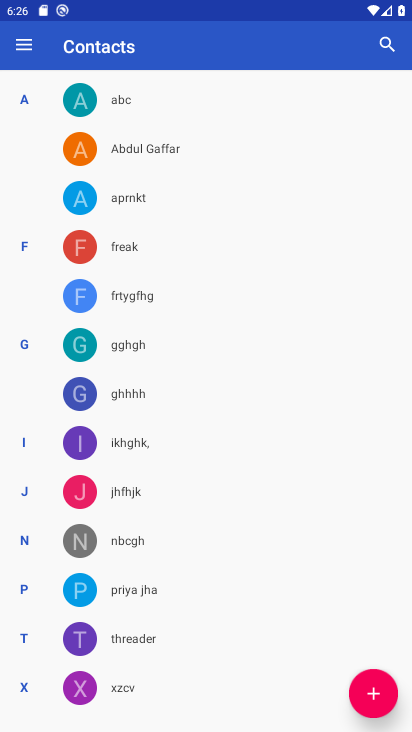 6:26
Contacts
A
A abc
A Abdul Gaffar
A aprnkt
F
F freak
F frtygfhg
G
G gghgh
G ghhhh
I
I ikhghk,
J
J jhfhjk
N
N nbcgh
P
P priya jha
T
T threader
X
X xzcv